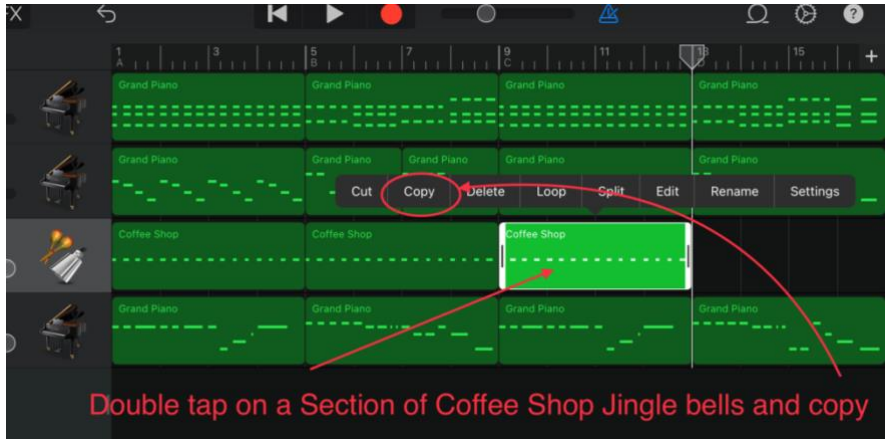 FX
?
1 3 5 7 9 11 13 15 +
A B C D
Grand Piano Grand Piano Grand Piano Grand Piano
Grand Piano Grand Piano Grand Piano Grand Piano Grand Piano
Cut Copy Delete Loop Split Edit Rename Settings
Coffee Shop Coffee Shop Coffee Shop
Grand Piano Grand Piano Grand Piano Grand Piano
Double tap on a Section of Coffee Shop Jingle bells and copy